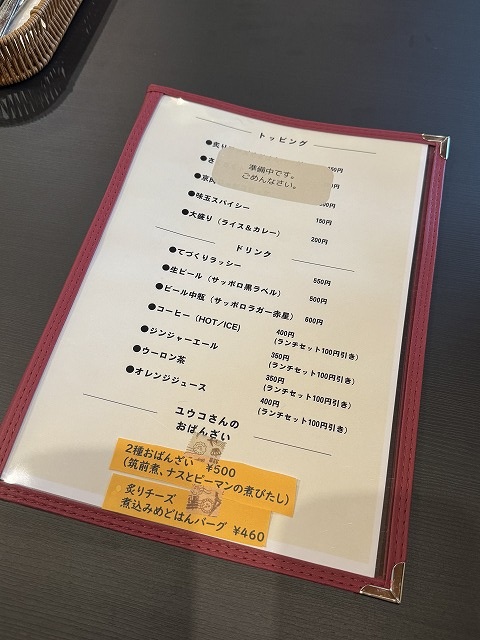 トッピング
●炙り
準備中です。
ごめんなさい。
●味玉スパイシー 150円
●大盛り（ライス＆カレー） 200円
ドリンク
●てづくりラッシー 550円
●生ビール（サッポロ黒ラベル） 500円
●ビール中瓶（サッポロラガー赤星） 600円
●コーヒー（HOT/ICE) 400円
(ランチセット100円引き)
●ジンジャーエール 350円
(ランチセット100円引き)
●ウーロン茶 350円
(ランチセット100円引き)
●オレンジジュース 400円
(ランチセット100円引き)
ユウコさんの
おばんざい
2種おばんざい ¥500
(筑前煮、ナスとピーマンの煮びたし)
炙りチーズ
煮込みめどはんバーグ ¥460